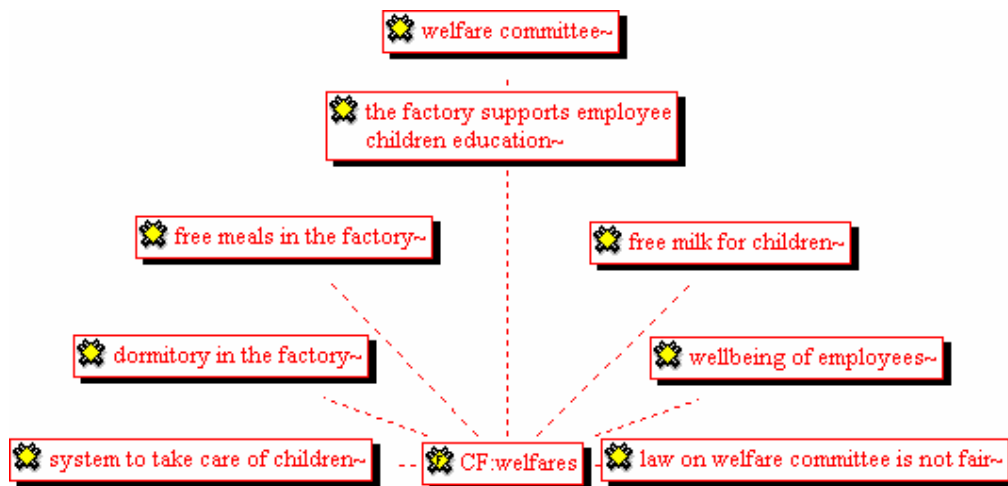 welfare committee~
the factory supports employee
children education~
free meals in the factory~
free milk for children~
dormitory in the factory~
wellbeing of employees~
system to take care of children~
CF:welfares
law on welfare committee is not fair~